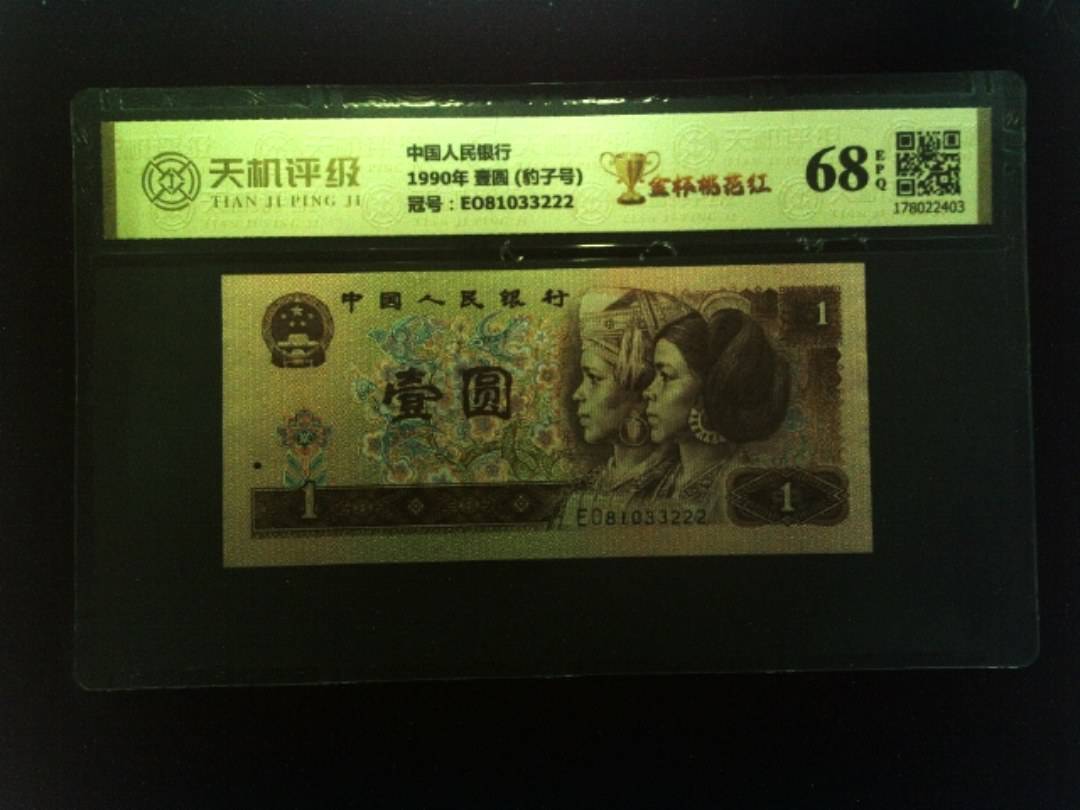 天机评级
TIAN JI PING JI
中国人民银行
1990年 壹圆 (豹子号)
冠号：EO81033222
金杯桃花红
68
EPQ
178022403
中国人民银行
1
壹圆
1
EO81033222
1